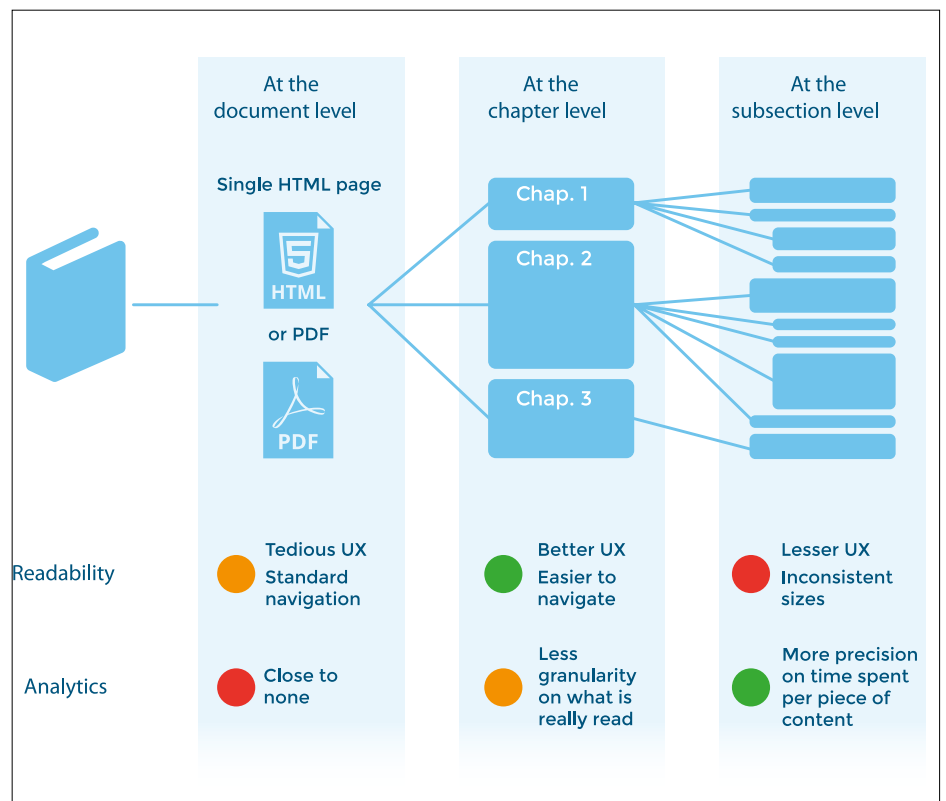 At the
document level
At the
chapter level
At the
subsection level
Single HTML page
5
HTML
or PDF
PDF
Chap. 1
Chap. 2
Chap. 3
Readability
Tedious UX
Standard
navigation
Better UX
Easier to
navigate
Lesser UX
Inconsistent
sizes
Analytics
Close to
none
Less
granularity
on what is
really read
More precision
on time spent
per piece of
content